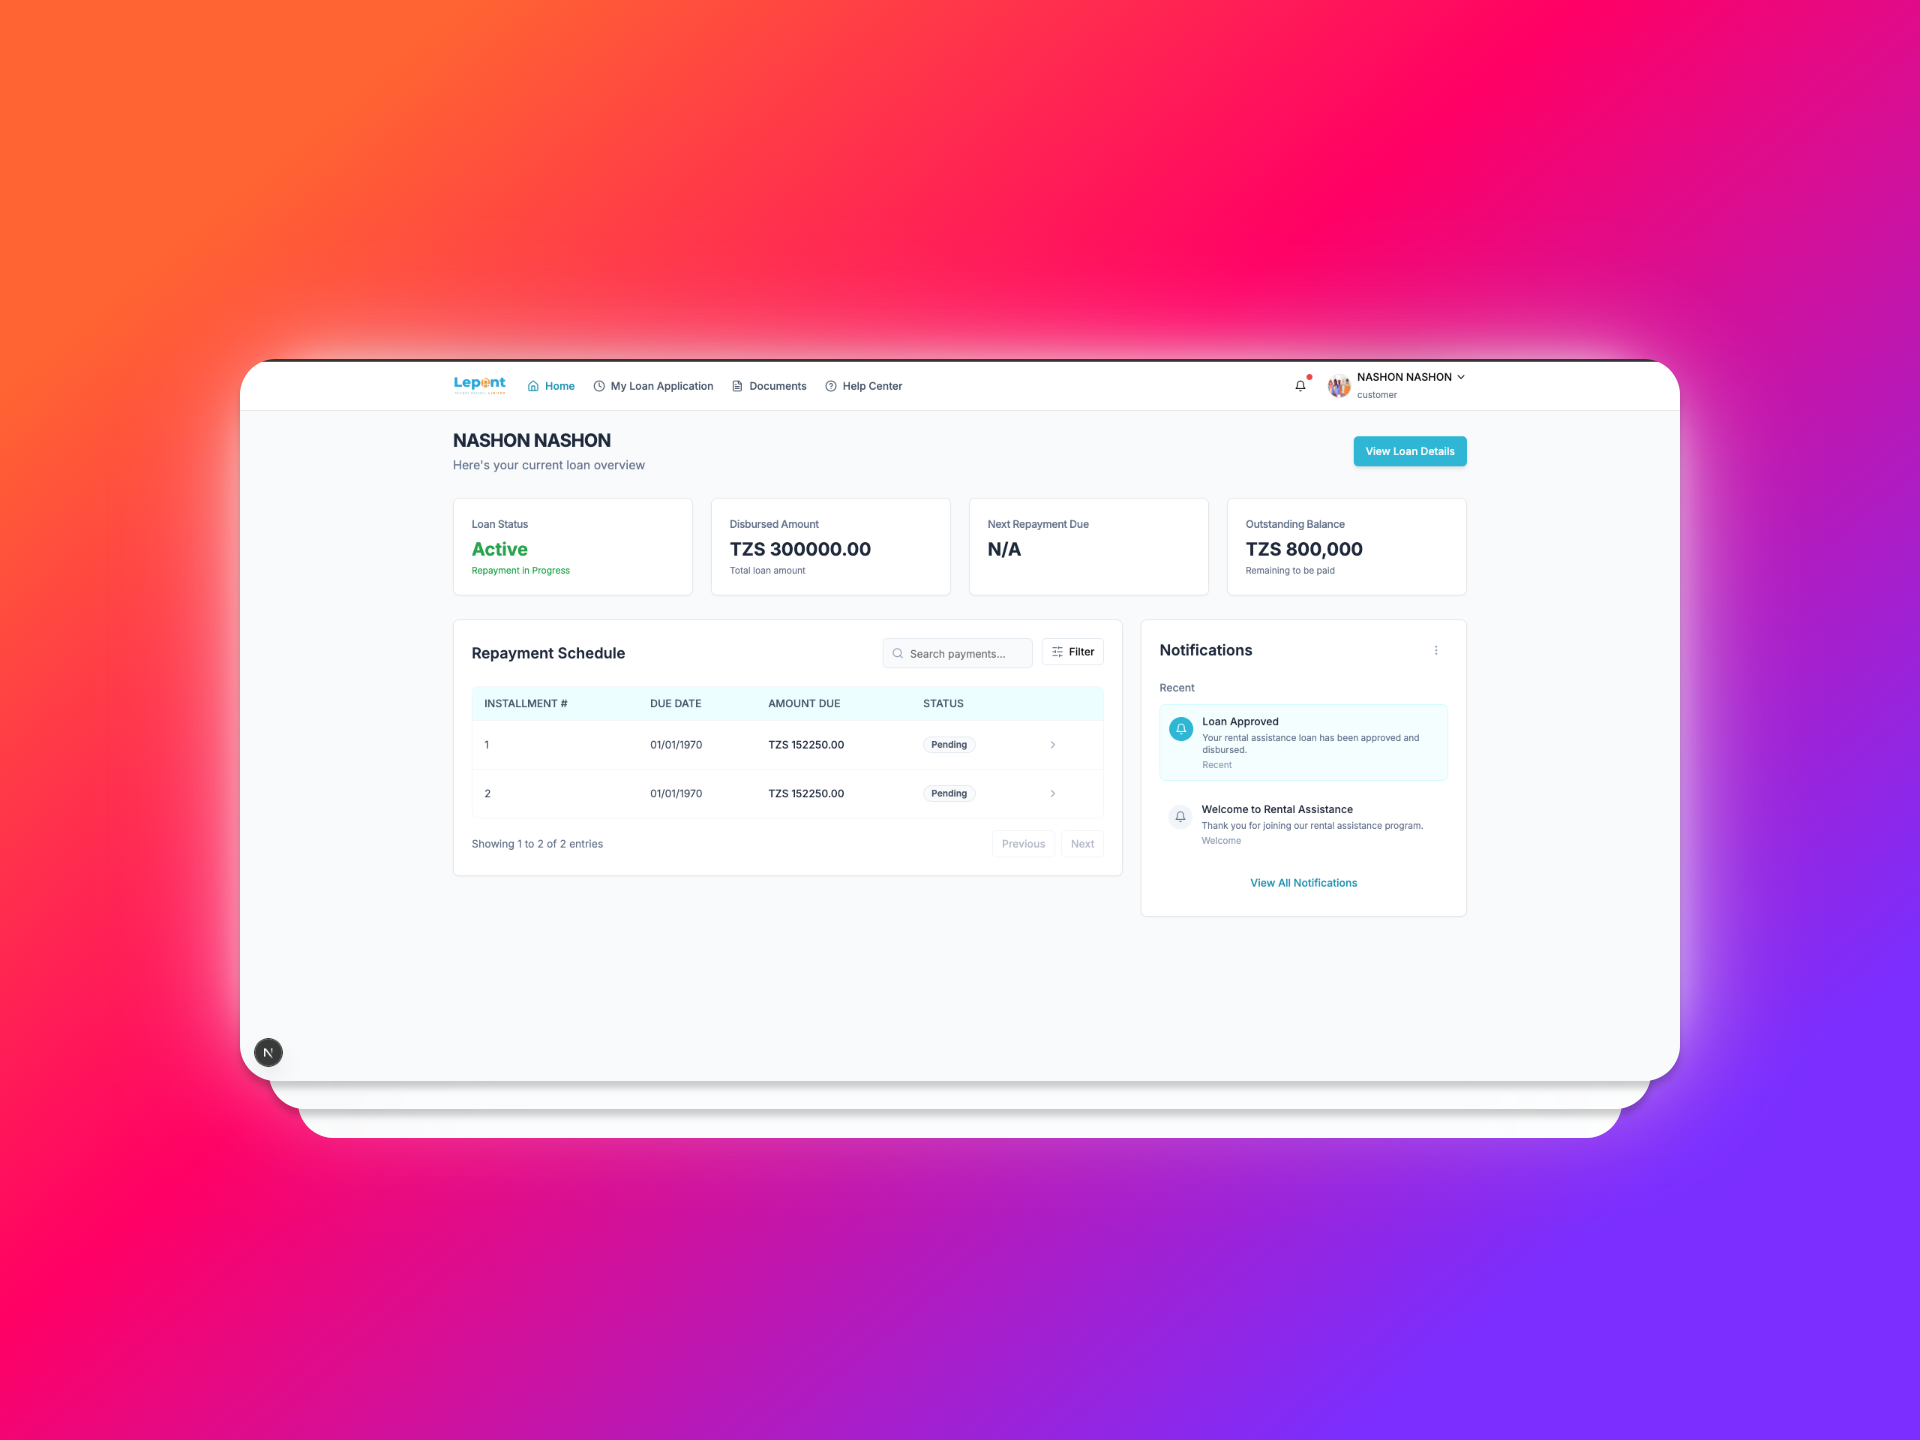 Lepont
Home
My Loan Application
Documents
Help Center
NASHON NASHON
customer
NASHON NASHON
Here's your current loan overview
View Loan Details
Loan Status
Active
Repayment in Progress
Disbursed Amount
TZS 300000.00
Total loan amount
Next Repayment Due
N/A
Outstanding Balance
TZS 800,000
Remaining to be paid
Repayment Schedule
Search payments...
Filter
INSTALLMENT # DUE DATE AMOUNT DUE STATUS
1 01/01/1970 TZS 152250.00 Pending
2 01/01/1970 TZS 152250.00 Pending
Showing 1 to 2 of 2 entries
Previous
Next
Notifications
Recent
Loan Approved
Your rental assistance loan has been approved and
disbursed.
Recent
Welcome to Rental Assistance
Thank you for joining our rental assistance program.
Welcome
View All Notifications
N